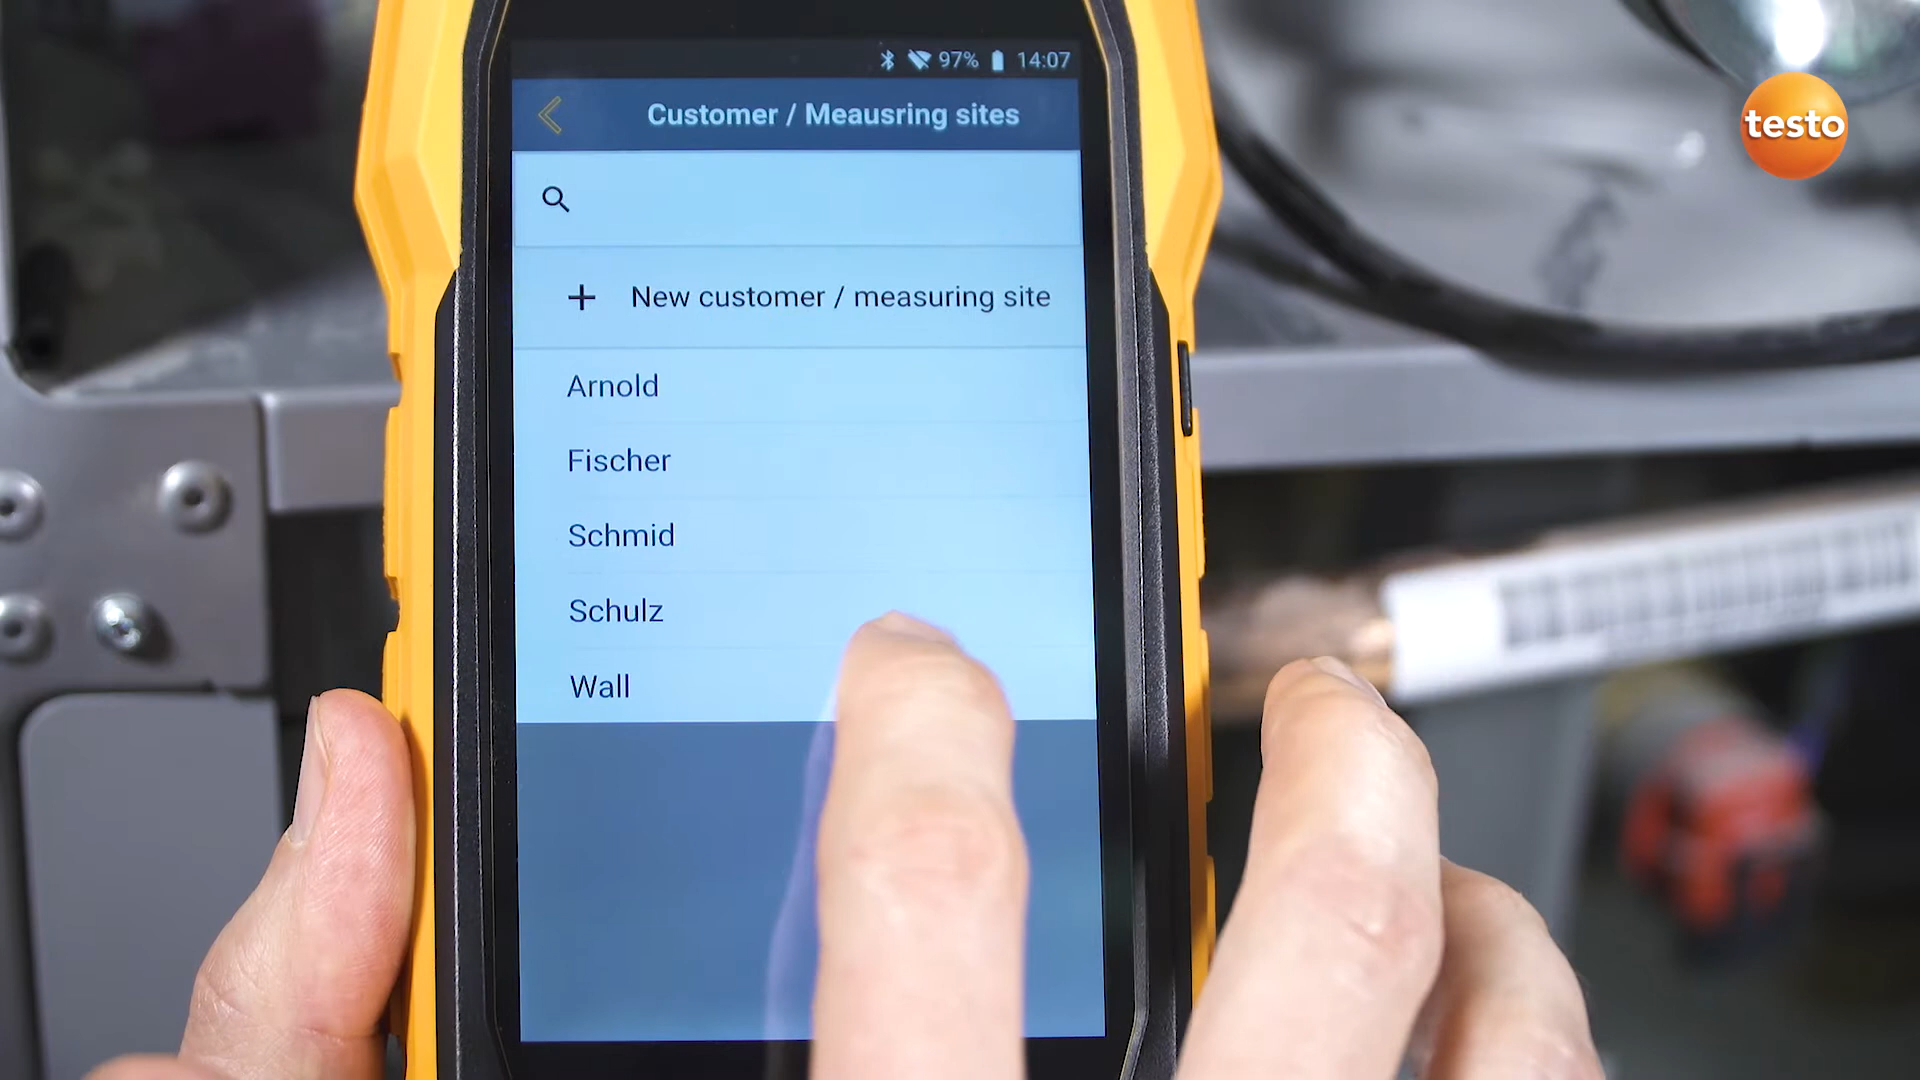 97% 14:07
testo
Customer / Meausring sites
New customer / measuring site
Arnold
Fischer
Schmid
Schulz
Wall